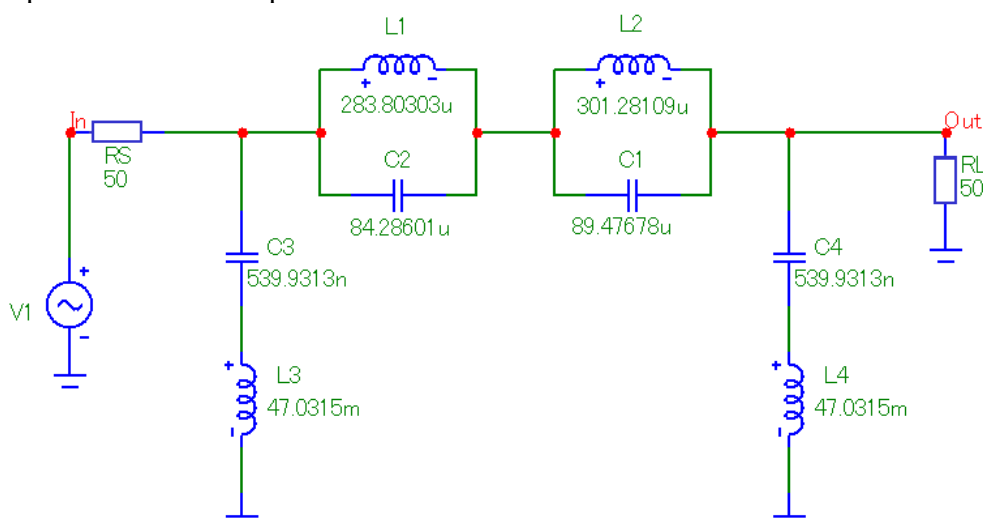 L1
283.80303u
L2
301.28109u
In
RS
50
C2
84.28601u
C1
89.47678u
Out
RL
50
C3
539.9313n
C4
539.9313n
V1
L3
47.0315m
L4
47.0315m